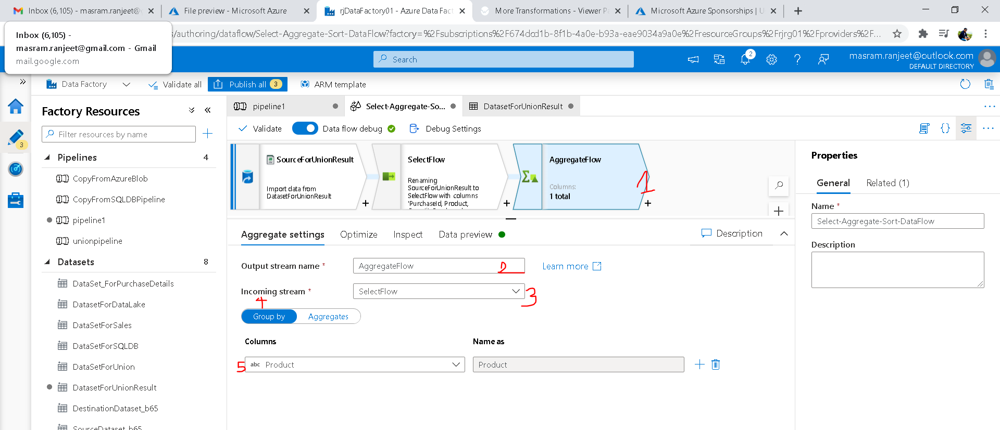 Inbox (6,105) - masram.ranjeet@
File preview - Microsoft Azure
rjDataFactory01 - Azure Data Fact
More Transformations - Viewer Pa
Microsoft Azure Sponsorships | U
Inbox (6,105) -
masram.ranjeet@gmail.com - Gmail
mail.google.com
s/authoring/dataflow/Select-Aggregate-Sort-DataFlow?factory=%2Fsubscriptions%2F674dcd1b-8f1b-4a0e-b93a-eae9034a9a0e%2FresourceGroups%2Frjrg01%2Fproviders%2F...
Search
2
masram.ranjeet@outlook.com
DEFAULT DIRECTORY
Data Factory
Validate all
Publish all 3
ARM template
Factory Resources
Filter resources by name
3
Pipelines 4
CopyFromAzureBlob
CopyFromSQLDBPipeline
pipeline1
unionpipeline
Datasets 8
DataSet_ForPurchaseDetails
DatasetForDataLake
DataSetForSales
DataSetForSQLDB
DataSetForUnion
DatasetForUnionResult
DestinationDataset_b65
SourceDataset_b65
pipeline1
Select-Aggregate-So...
DatasetForUnionResult
Validate
Data flow debug
Debug Settings
SourceForUnionResult
Import data from
DatasetForUnionResult
+
SelectFlow
Renaming
SourceForUnionResult to
SelectFlow with columns
'PurchaseId, Product,
+
AggregateFlow
Columns:
1 total
+
1
Aggregate settings
Optimize
Inspect
Data preview
Description
Output stream name *
AggregateFlow
2
Learn more
Incoming stream *
SelectFlow
3
4
Group by
Aggregates
Columns
Name as
5
abc Product
Product
Properties
General
Related (1)
Name *
Select-Aggregate-Sort-DataFlow
Description